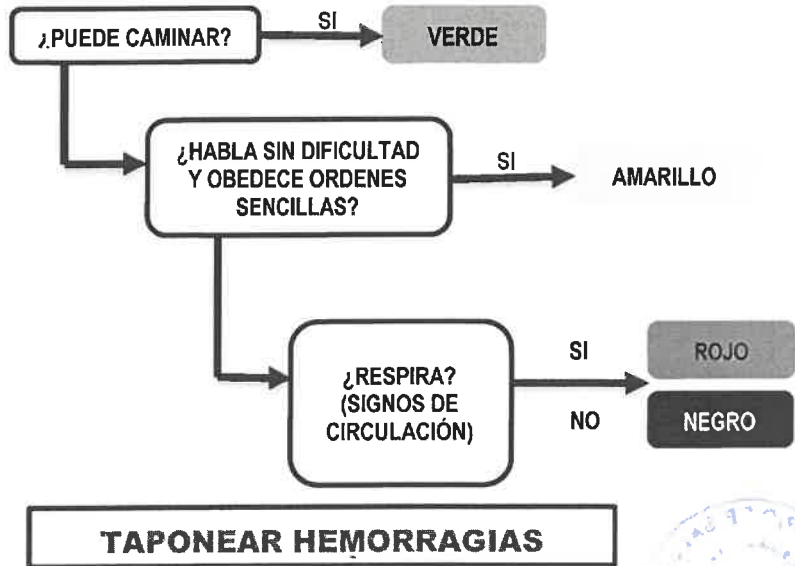 ¿PUEDE CAMINAR?
SI
VERDE
¿HABLA SIN DIFICULTAD
Y OBEDECE ORDENES
SENCILLAS?
SI
AMARILLO
¿RESPIRA?
(SIGNOS DE
CIRCULACIÓN)
SI
ROJO
NO
NEGRO
TAPONEAR HEMORRAGIAS